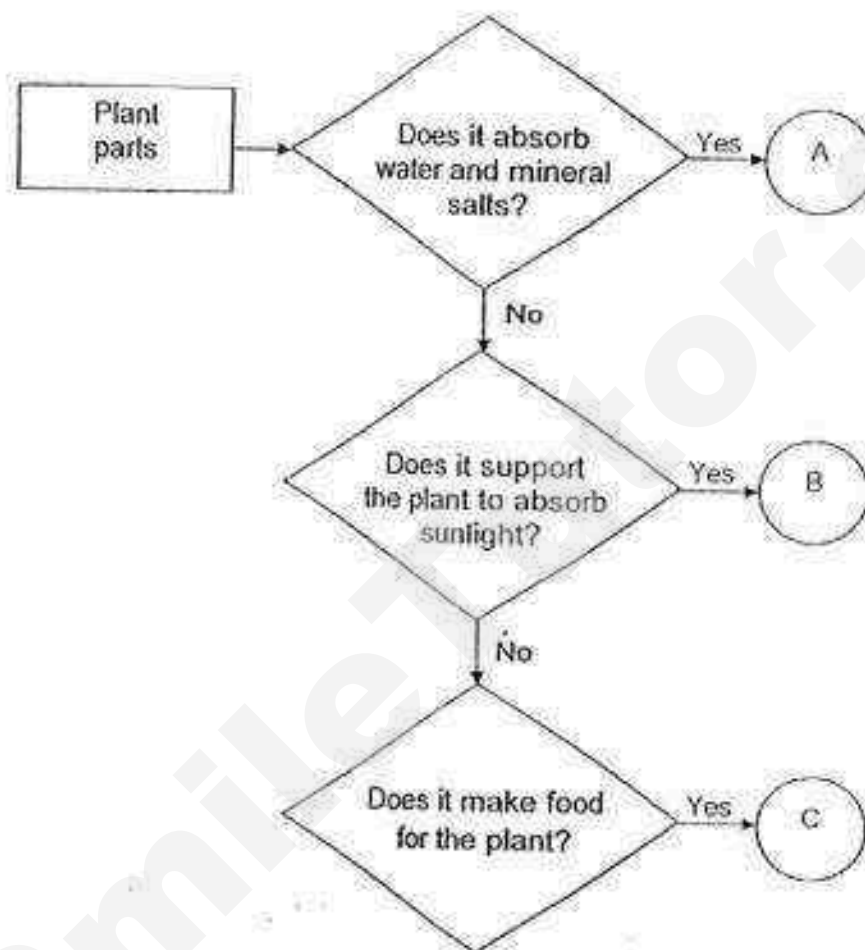 Plant
parts
Does it absorb
water and mineral
salts?
Yes
A
No
Does it support
the plant to absorb
sunlight?
Yes
B
No
Does it make food
for the plant?
Yes
C